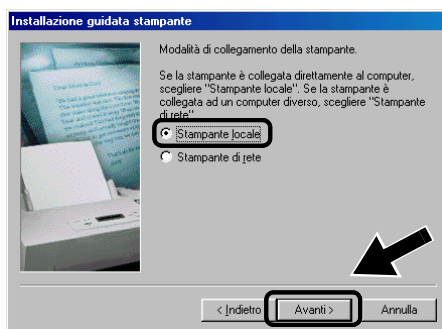 Installazione guidata stampante
Modalità di collegamento della stampante.
Se la stampante è collegata direttamente al computer,
scegliere "Stampante locale". Se la stampante è
collegata ad un computer diverso, scegliere "Stampante
di rete".
Stampante locale
Stampante di rete
< Indietro
Avanti >
Annulla